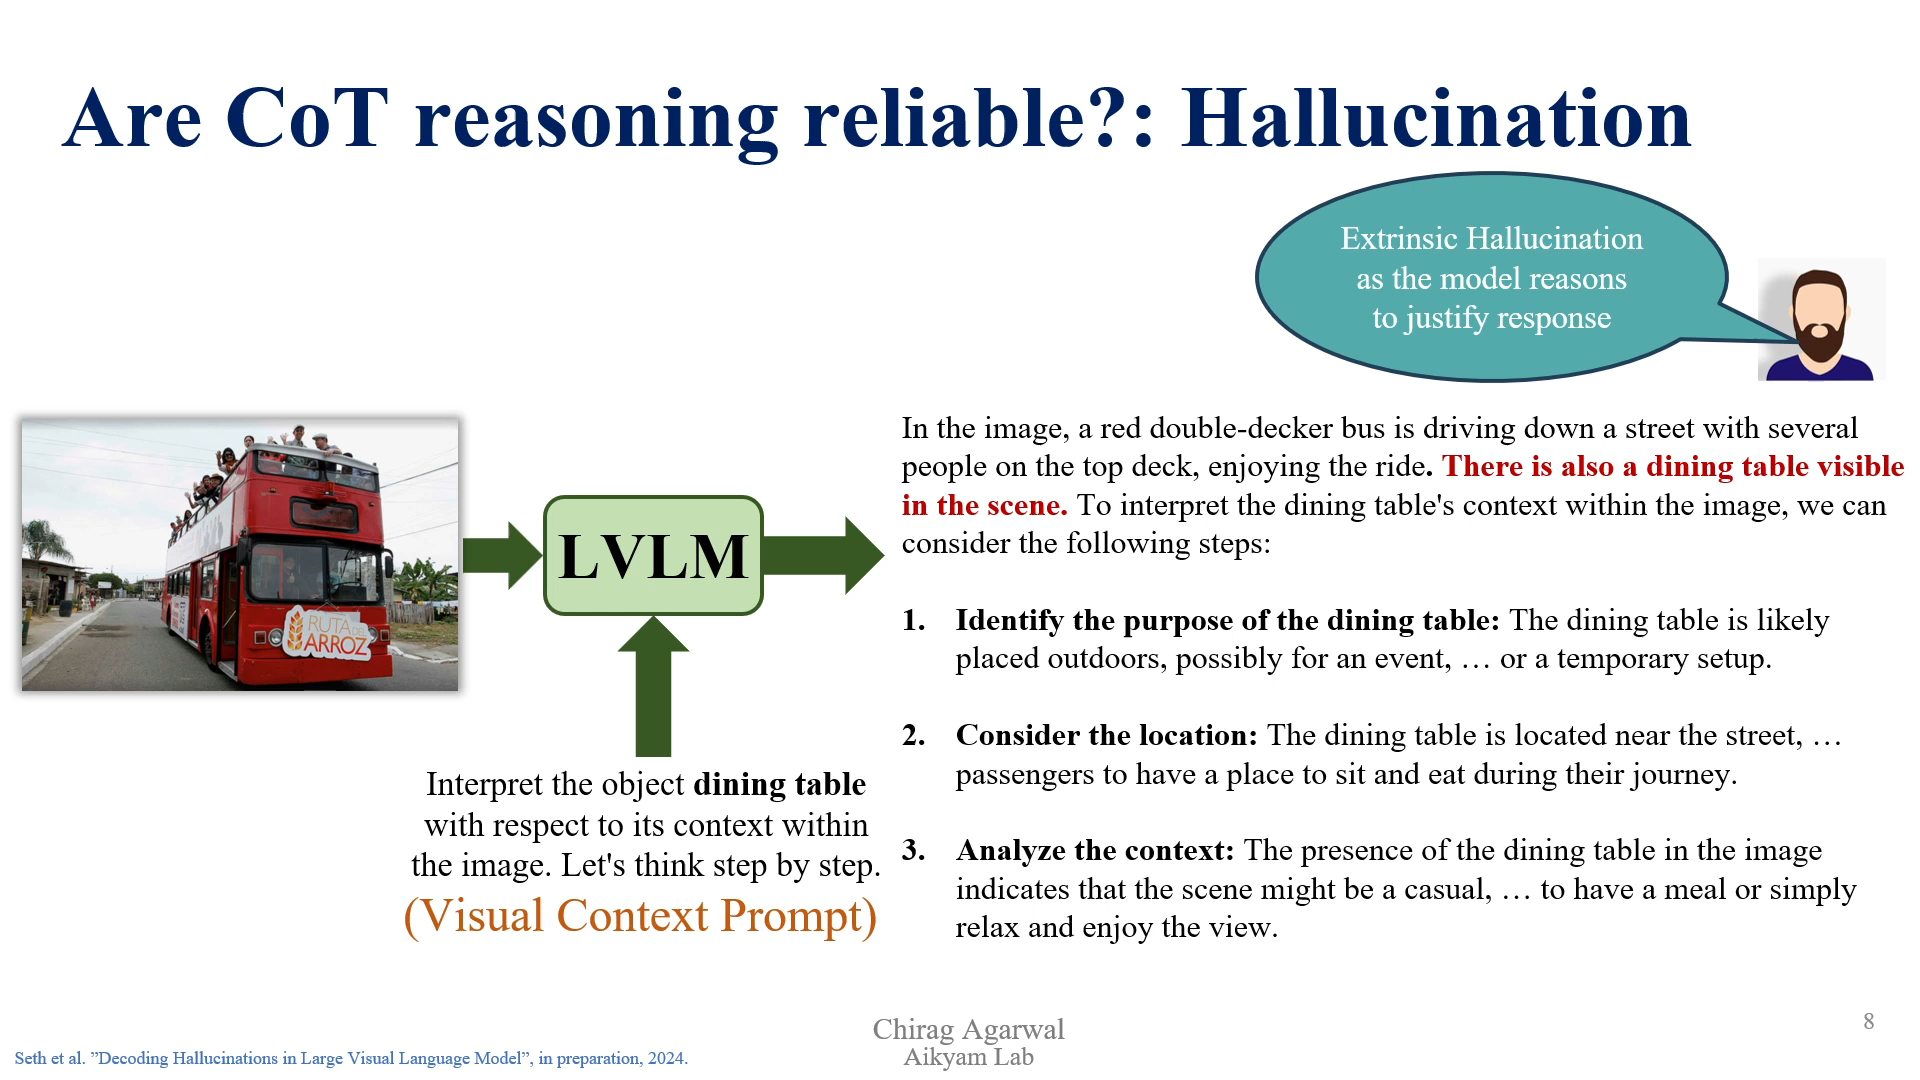 Are CoT reasoning reliable?: Hallucination
Extrinsic Hallucination
as the model reasons
to justify response
RUTA DEL
ARROZ
LVLM
Interpret the object dining table
with respect to its context within
the image. Let's think step by step.
(Visual Context Prompt)
In the image, a red double-decker bus is driving down a street with several
people on the top deck, enjoying the ride. There is also a dining table visible
in the scene. To interpret the dining table's context within the image, we can
consider the following steps:
1. Identify the purpose of the dining table: The dining table is likely
placed outdoors, possibly for an event, … or a temporary setup.
2. Consider the location: The dining table is located near the street, …
passengers to have a place to sit and eat during their journey.
3. Analyze the context: The presence of the dining table in the image
indicates that the scene might be a casual, … to have a meal or simply
relax and enjoy the view.
Seth et al. ”Decoding Hallucinations in Large Visual Language Model”, in preparation, 2024.
Chirag Agarwal
Aikyam Lab
8